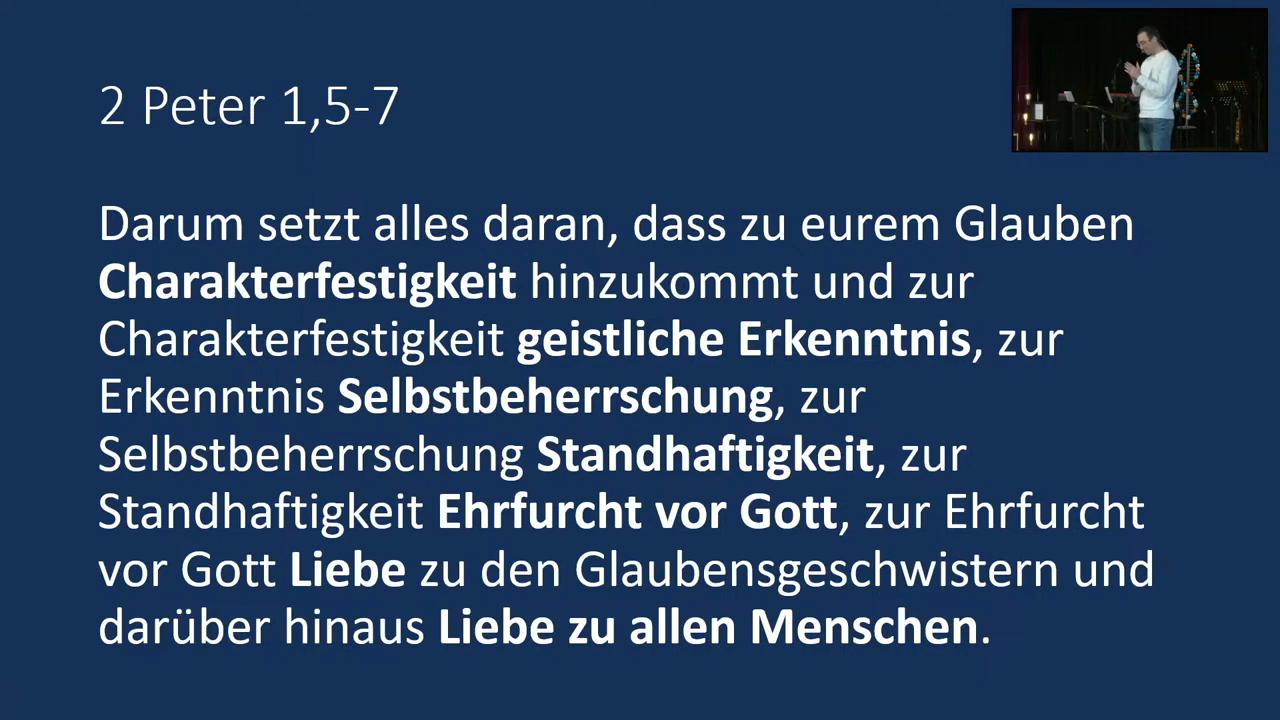 2 Peter 1,5-7
Darum setzt alles daran, dass zu eurem Glauben
Charakterfestigkeit hinzukommt und zur
Charakterfestigkeit geistliche Erkenntnis, zur
Erkenntnis Selbstbeherrschung, zur
Selbstbeherrschung Standhaftigkeit, zur
Standhaftigkeit Ehrfurcht vor Gott, zur Ehrfurcht
vor Gott Liebe zu den Glaubensgeschwistern und
darüber hinaus Liebe zu allen Menschen.